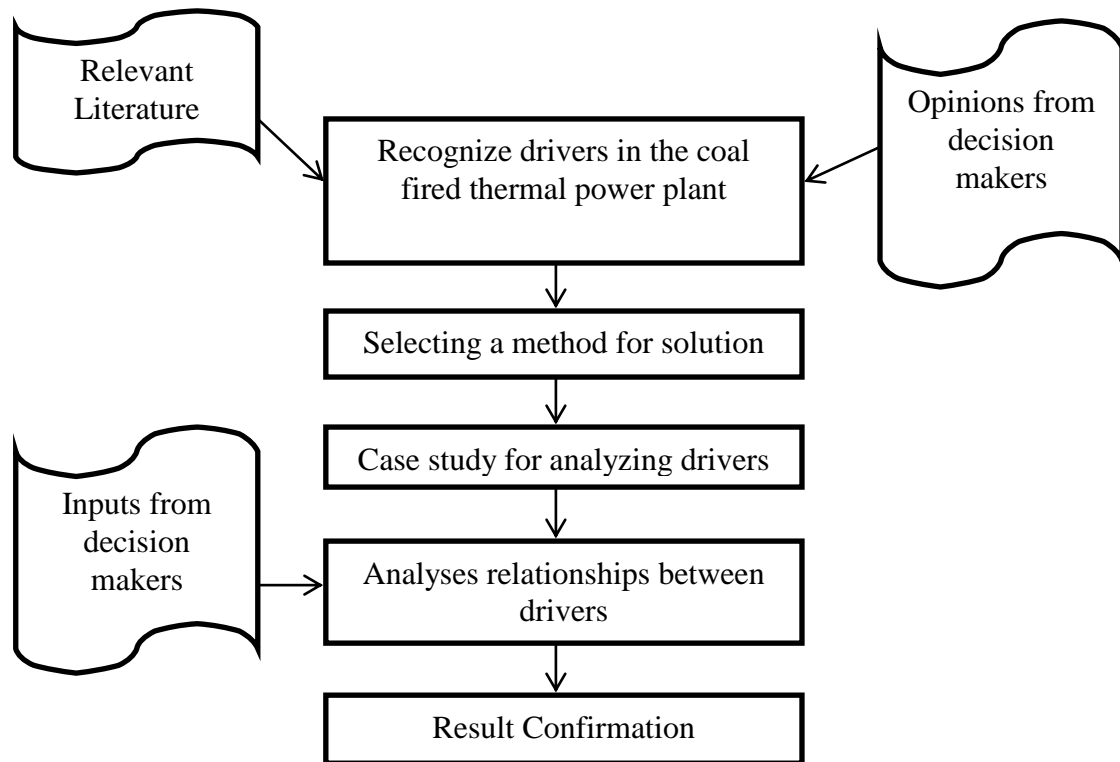 Relevant
Literature
Opinions from
decision
makers
Recognize drivers in the coal
fired thermal power plant
Selecting a method for solution
Case study for analyzing drivers
Inputs from
decision
makers
Analyses relationships between
drivers
Result Confirmation